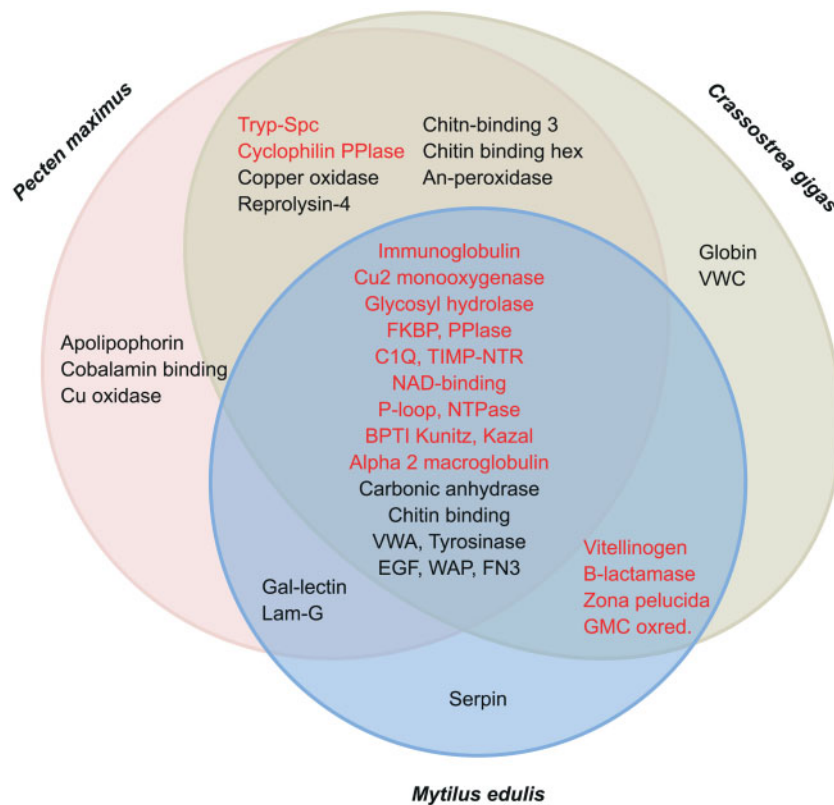 Pecten maximus
Crassostrea gigas
Tryp-Spc
Cyclophilin PPlase
Copper oxidase
Reprolysin-4
Chitn-binding 3
Chitin binding hex
An-peroxidase
Globin
VWC
Immunoglobulin
Cu2 monooxygenase
Glycosyl hydrolase
FKBP, PPlase
C1Q, TIMP-NTR
NAD-binding
P-loop, NTPase
BPTI Kunitz, Kazal
Alpha 2 macroglobulin
Carbonic anhydrase
Chitin binding
VWA, Tyrosinase
EGF, WAP, FN3
Apolipophorin
Cobalamin binding
Cu oxidase
Gal-lectin
Lam-G
Vitellinogen
B-lactamase
Zona pelucida
GMC oxred.
Serpin
Mytilus edulis